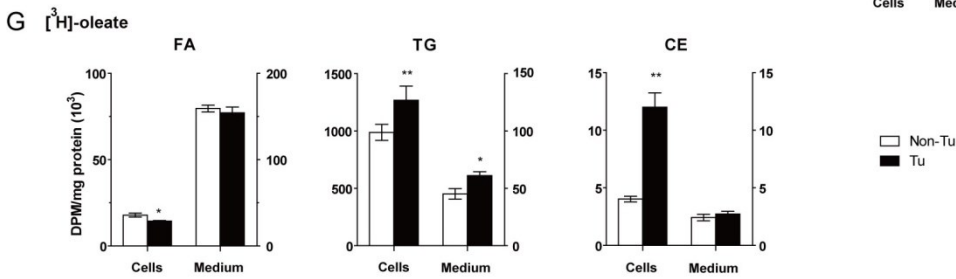 Cells Med
G [³H]-oleate
FA TG CE
DPM/mg protein (10³)
100 200 1500 150 15 15
** ** 
1000 100 10 10
50 100 *
Non-Tu
Tu
500 50 5 5
*
0 0 0 0 0 0
Cells Medium Cells Medium Cells Medium